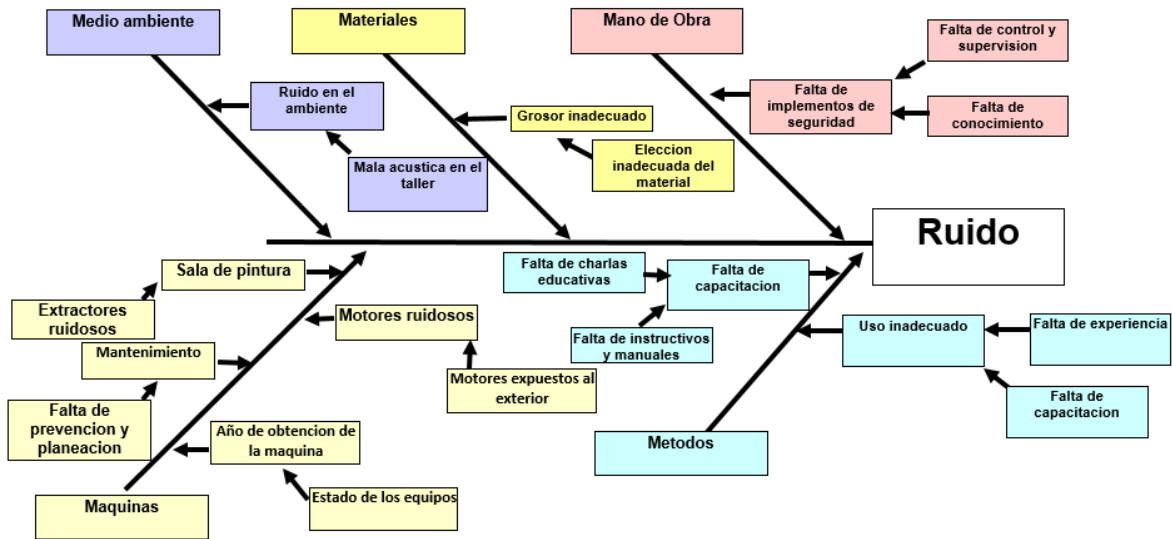 Medio ambiente
Materiales
Mano de Obra
Falta de control y
supervision
Ruido en el
ambiente
Grosor inadecuado
Falta de
implementos de
seguridad
Falta de
conocimiento
Mala acustica en el
taller
Eleccion
inadecuada del
material
Ruido
Sala de pintura
Falta de charlas
educativas
Falta de
capacitacion
Extractores
ruidosos
Motores ruidosos
Uso inadecuado
Falta de experiencia
Mantenimiento
Falta de instructivos
y manuales
Motores expuestos al
exterior
Falta de
capacitacion
Falta de
prevencion y
planeacion
Año de obtencion de
la maquina
Metodos
Estado de los equipos
Maquinas